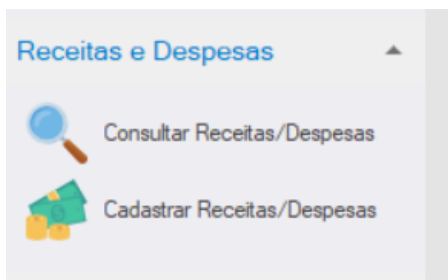 Receitas e Despesas
Consultar Receitas/Despesas
Cadastrar Receitas/Despesas